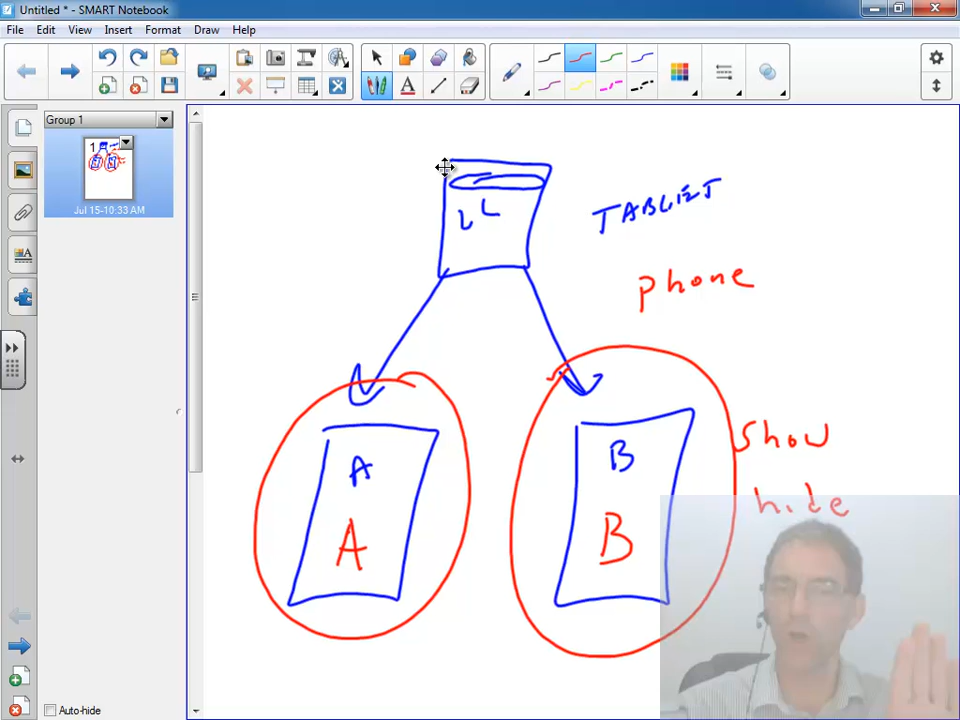 Untitled * - SMART Notebook
File Edit View Insert Format Draw Help
Group 1
1
Jul 15-10:33 AM
Auto-hide
L L
TABLET
phone
A
A
B
B
Show
hide